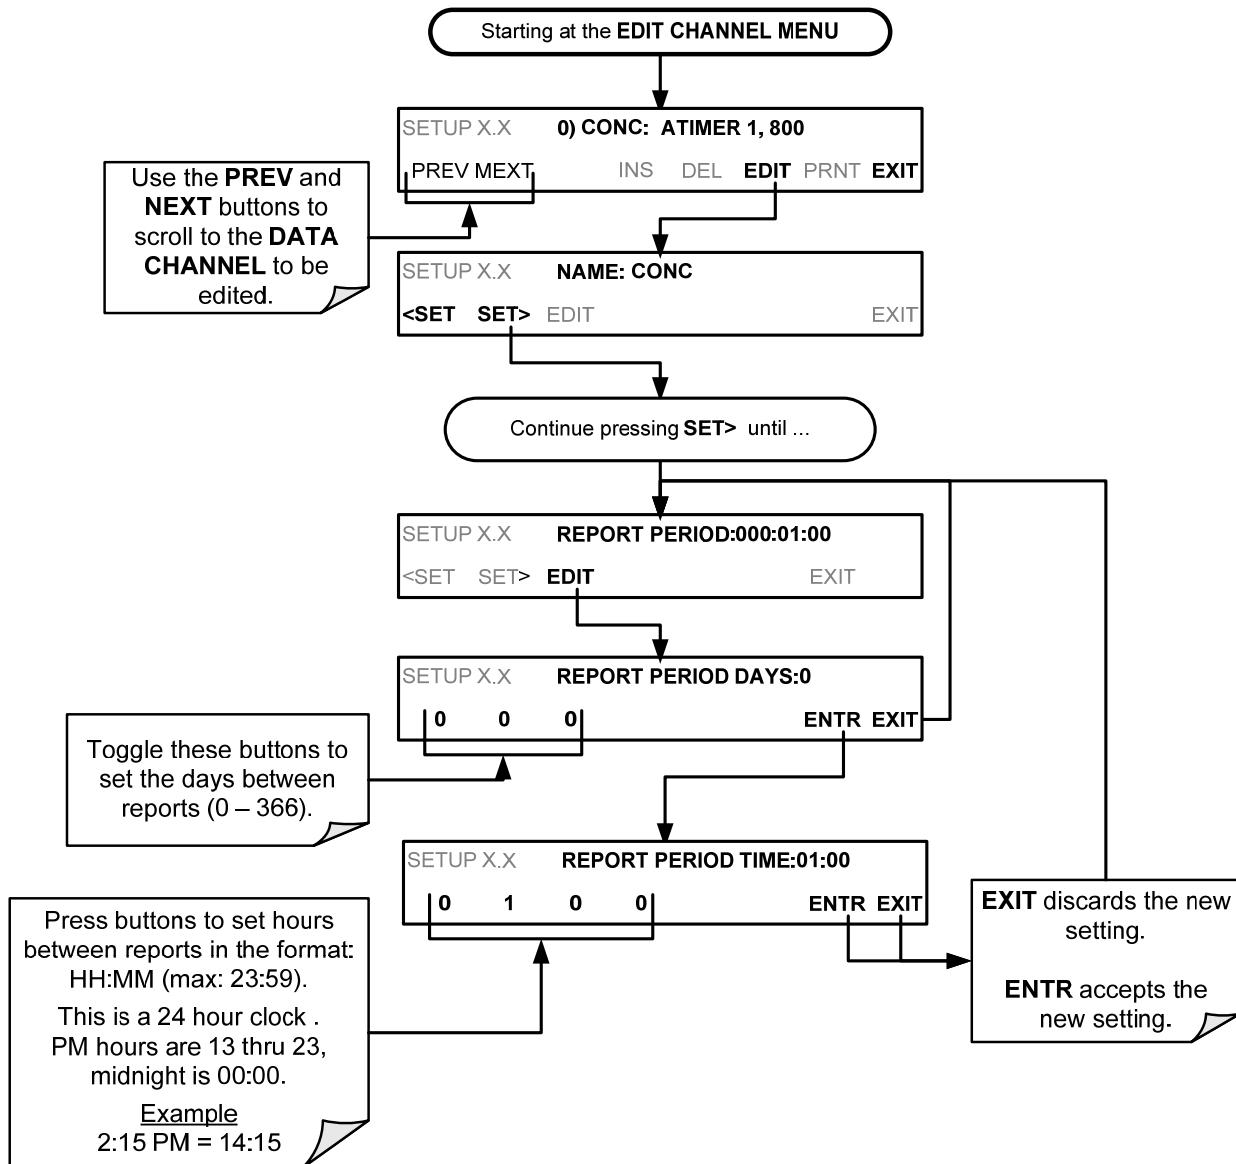 Starting at the EDIT CHANNEL MENU
SETUP X.X 0) CONC: ATIMER 1, 800
PREV MEXT INS DEL EDIT PRNT EXIT
Use the PREV and
NEXT buttons to
scroll to the DATA
CHANNEL to be
edited.
SETUP X.X NAME: CONC
<SET SET> EDIT EXIT
Continue pressing SET> until ...
SETUP X.X REPORT PERIOD:000:01:00
<SET SET> EDIT EXIT
SETUP X.X REPORT PERIOD DAYS:0
0 0 0 ENTR EXIT
Toggle these buttons to
set the days between
reports (0 – 366).
SETUP X.X REPORT PERIOD TIME:01:00
0 1 0 0 ENTR EXIT
Press buttons to set hours
between reports in the format:
HH:MM (max: 23:59).
This is a 24 hour clock .
PM hours are 13 thru 23,
midnight is 00:00.
Example
2:15 PM = 14:15
EXIT discards the new
setting.
ENTR accepts the
new setting.